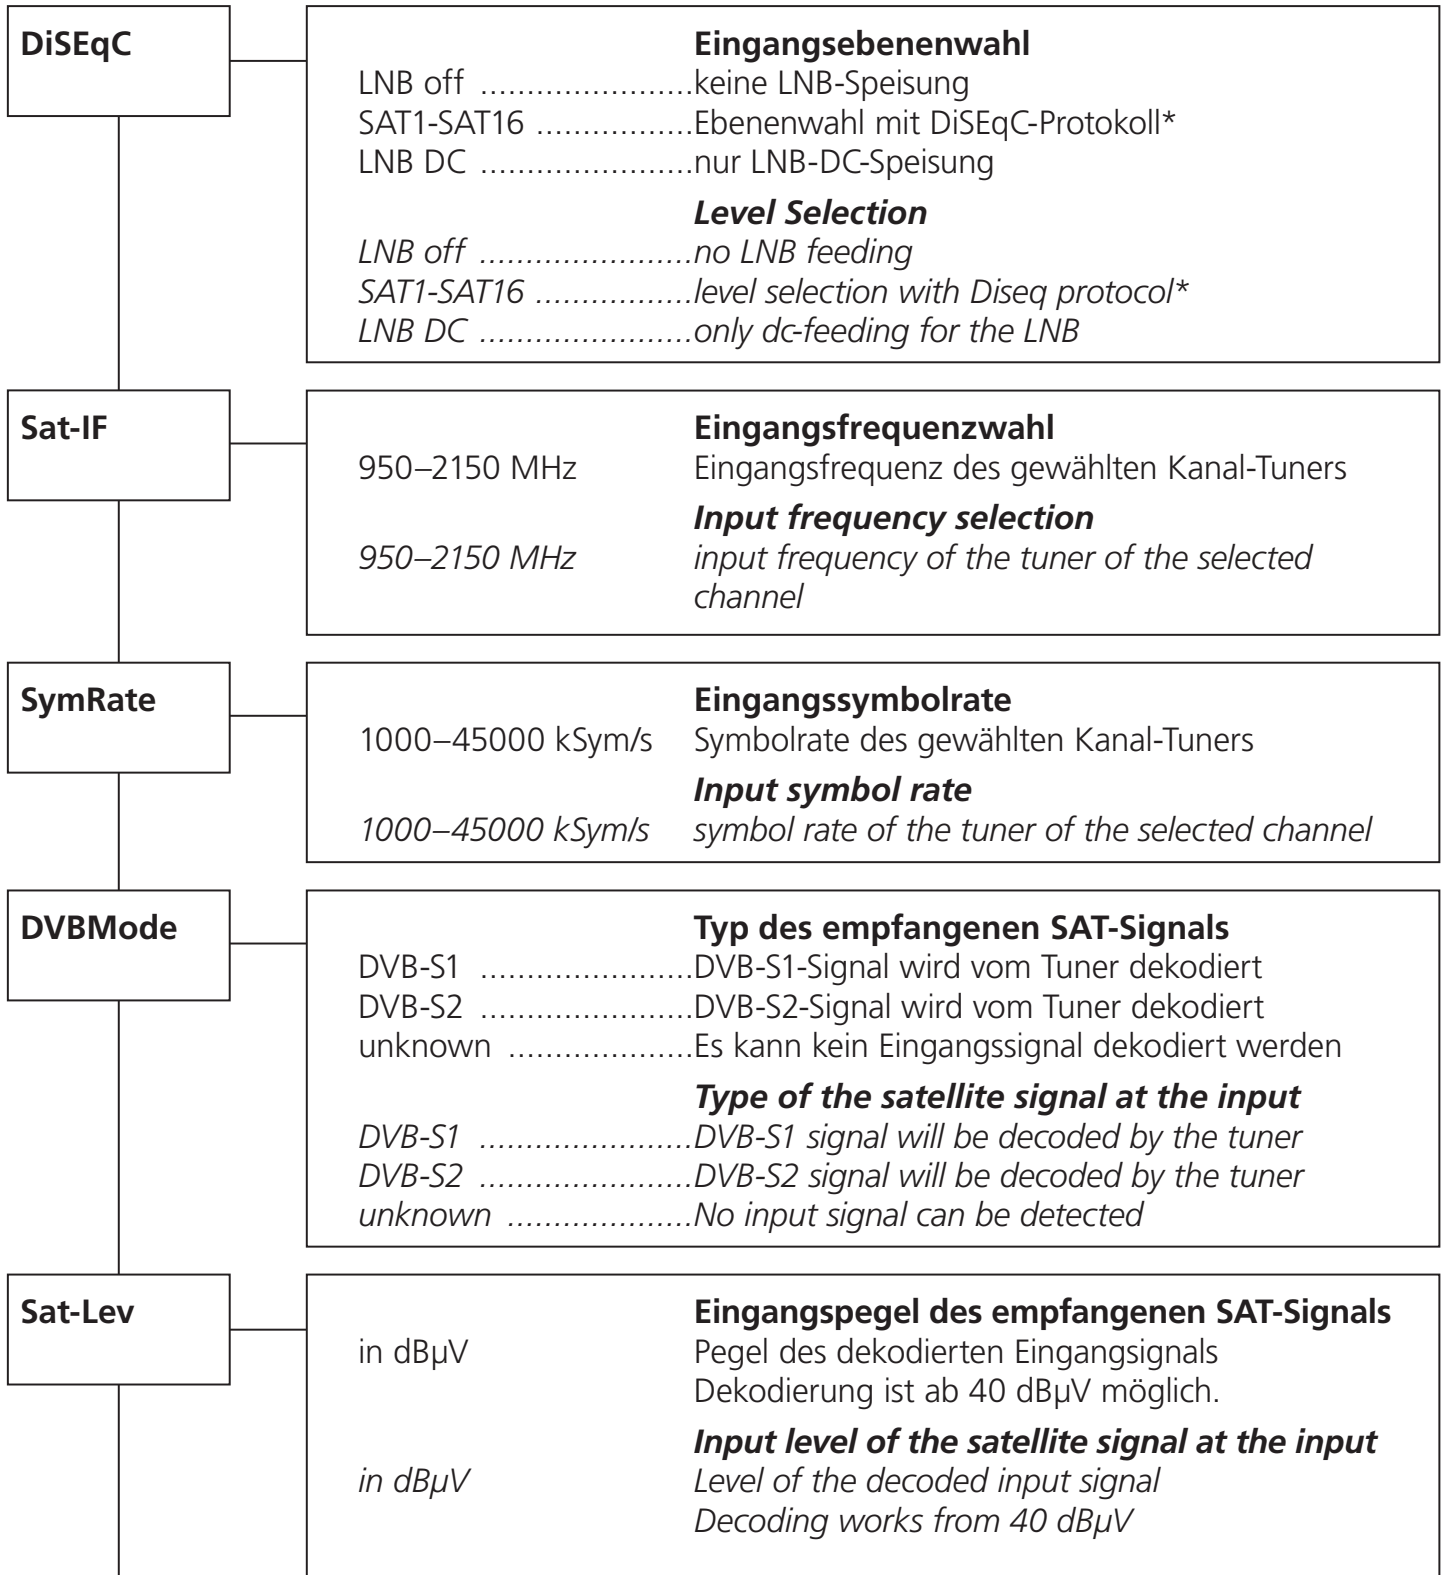 DiSEqC
Eingangsebenenwahl
LNB off .......................keine LNB-Speisung
SAT1-SAT16 .................Ebenenwahl mit DiSEqC-Protokoll*
LNB DC .......................nur LNB-DC-Speisung
Level Selection
LNB off .......................no LNB feeding
SAT1-SAT16 .................level selection with Diseq protocol*
LNB DC .......................only dc-feeding for the LNB
Sat-IF
Eingangsfrequenzwahl
950–2150 MHz Eingangsfrequenz des gewählten Kanal-Tuners
Input frequency selection
950–2150 MHz input frequency of the tuner of the selected
channel
SymRate
Eingangssymbolrate
1000–45000 kSym/s Symbolrate des gewählten Kanal-Tuners
Input symbol rate
1000–45000 kSym/s symbol rate of the tuner of the selected channel
DVBMode
Typ des empfangenen SAT-Signals
DVB-S1 .......................DVB-S1-Signal wird vom Tuner dekodiert
DVB-S2 .......................DVB-S2-Signal wird vom Tuner dekodiert
unknown ....................Es kann kein Eingangssignal dekodiert werden
Type of the satellite signal at the input
DVB-S1 .......................DVB-S1 signal will be decoded by the tuner
DVB-S2 .......................DVB-S2 signal will be decoded by the tuner
unknown ....................No input signal can be detected
Sat-Lev
Eingangspegel des empfangenen SAT-Signals
in dBµV Pegel des dekodierten Eingangsignals
Dekodierung ist ab 40 dBµV möglich.
Input level of the satellite signal at the input
in dBµV Level of the decoded input signal
Decoding works from 40 dBµV